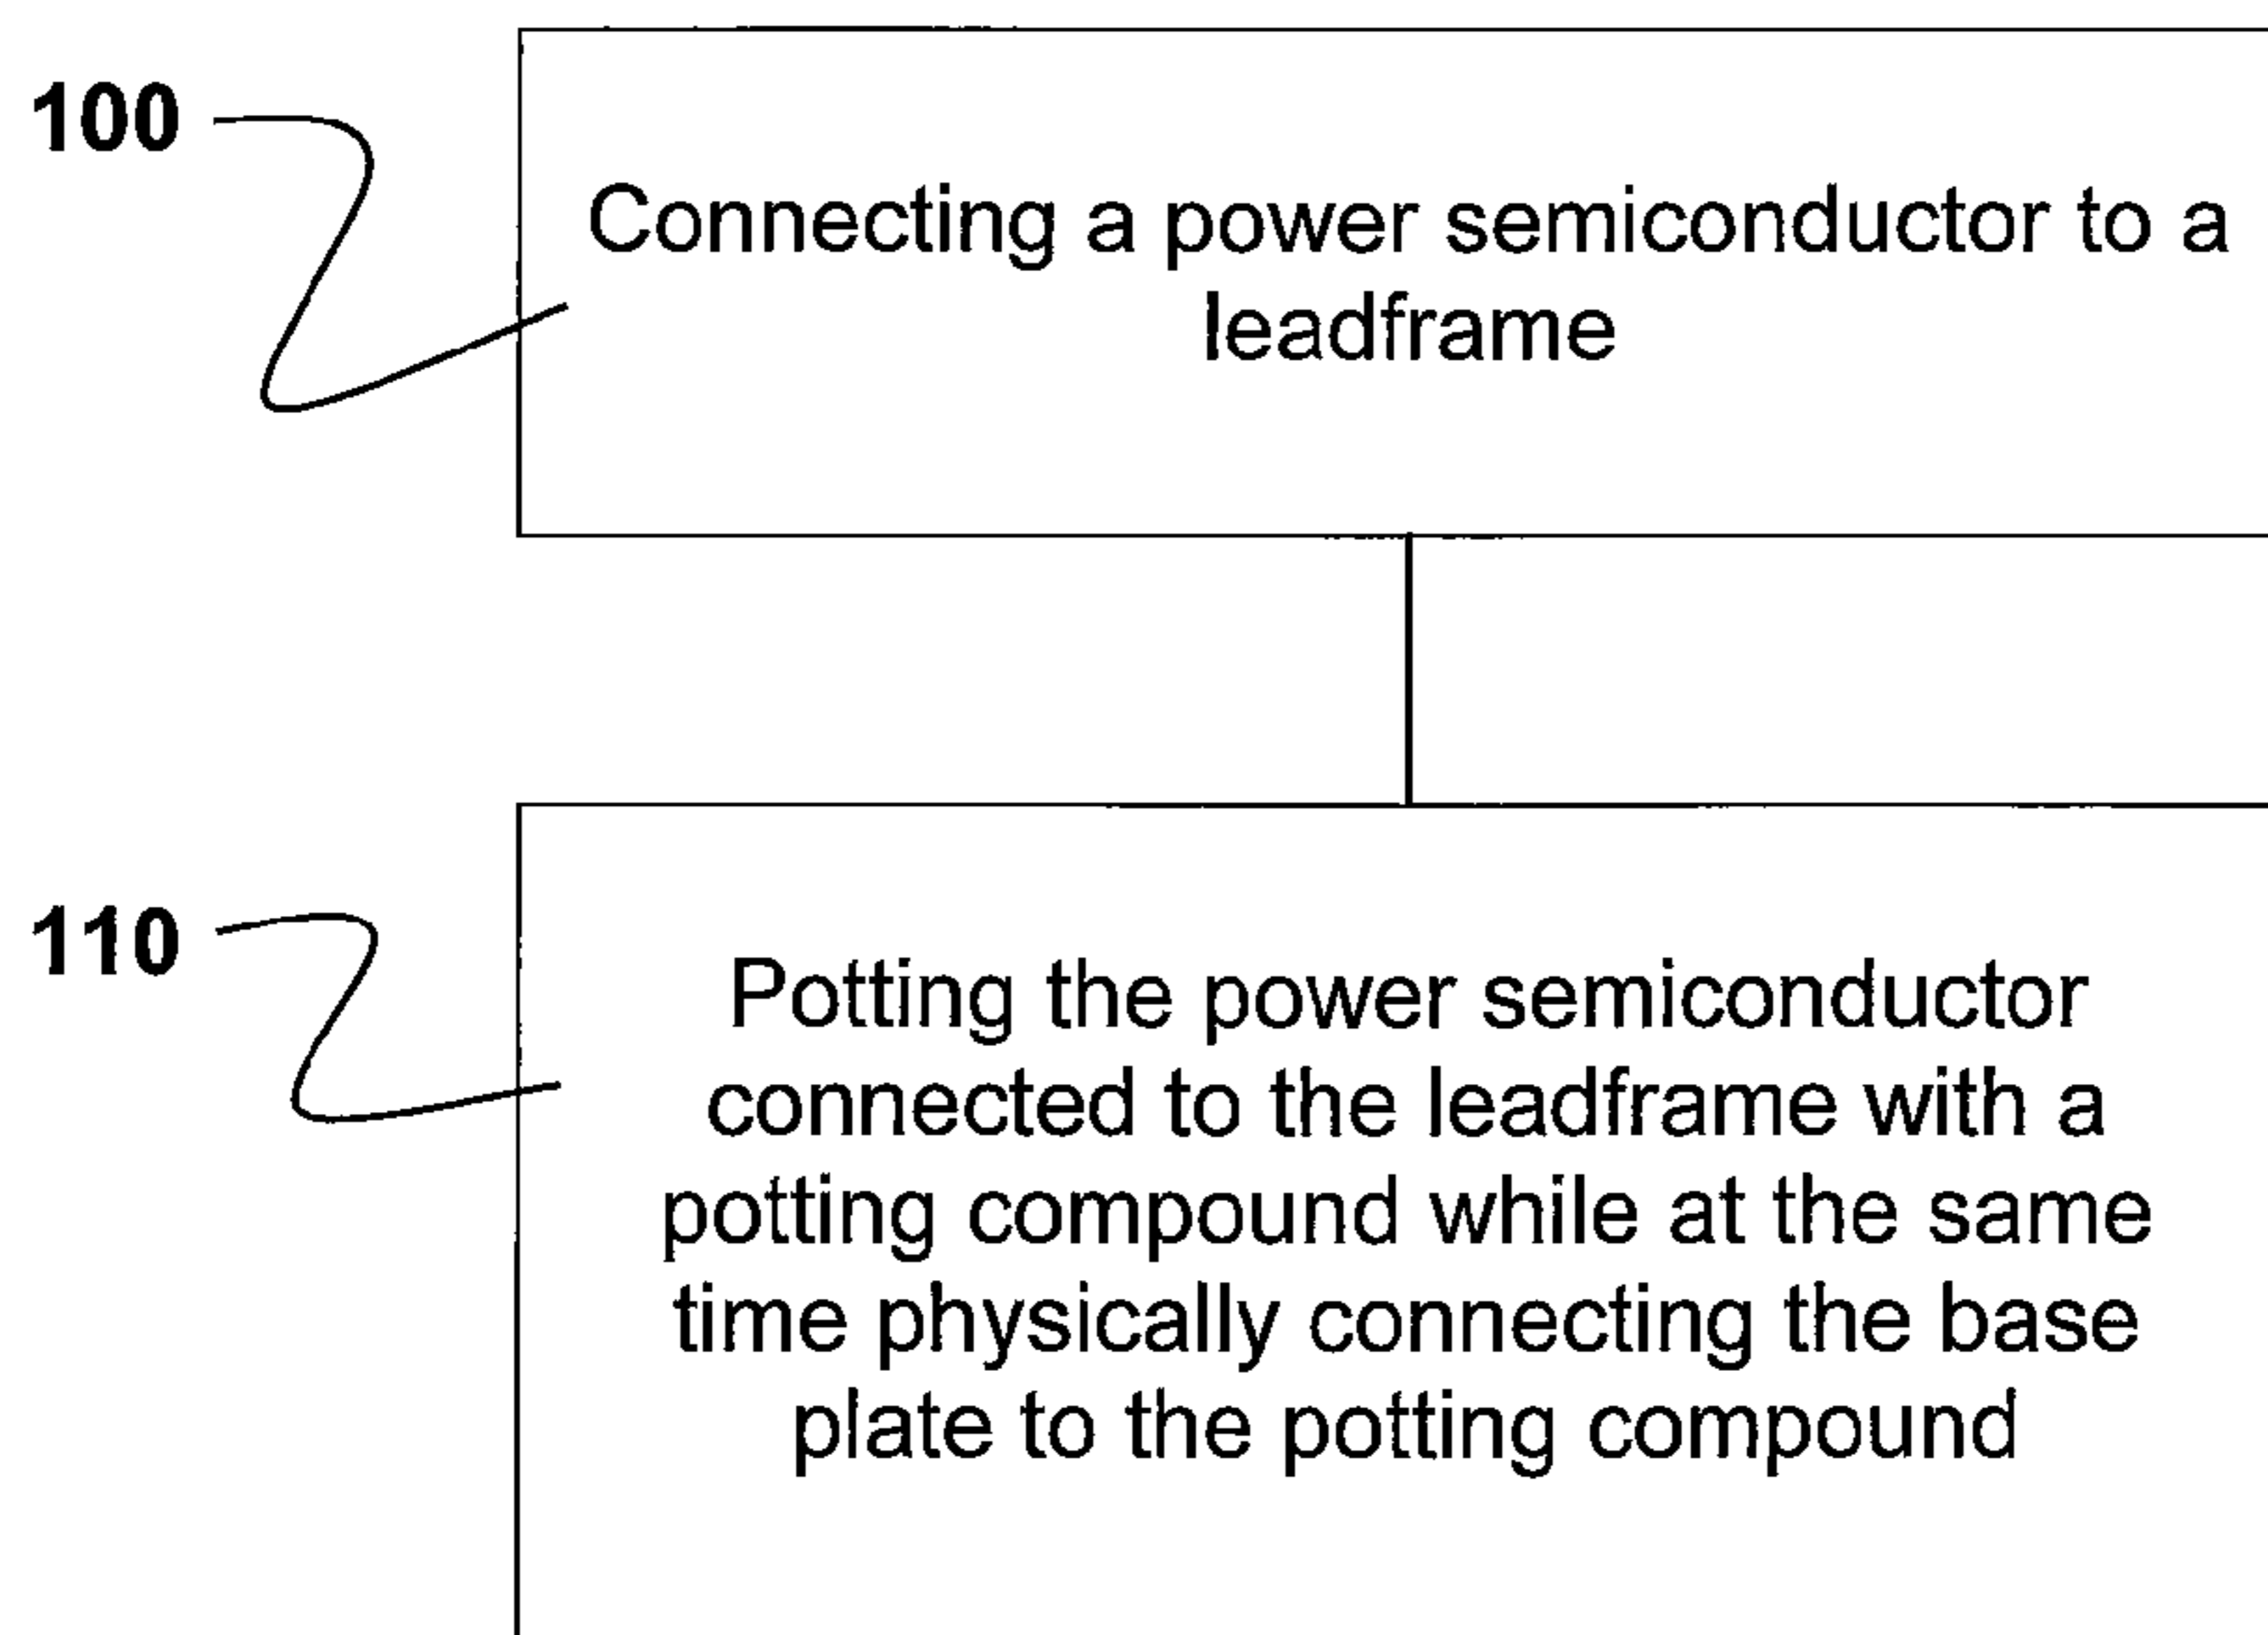 100
Connecting a power semiconductor to a
leadframe
110
Potting the power semiconductor
connected to the leadframe with a
potting compound while at the same
time physically connecting the base
plate to the potting compound